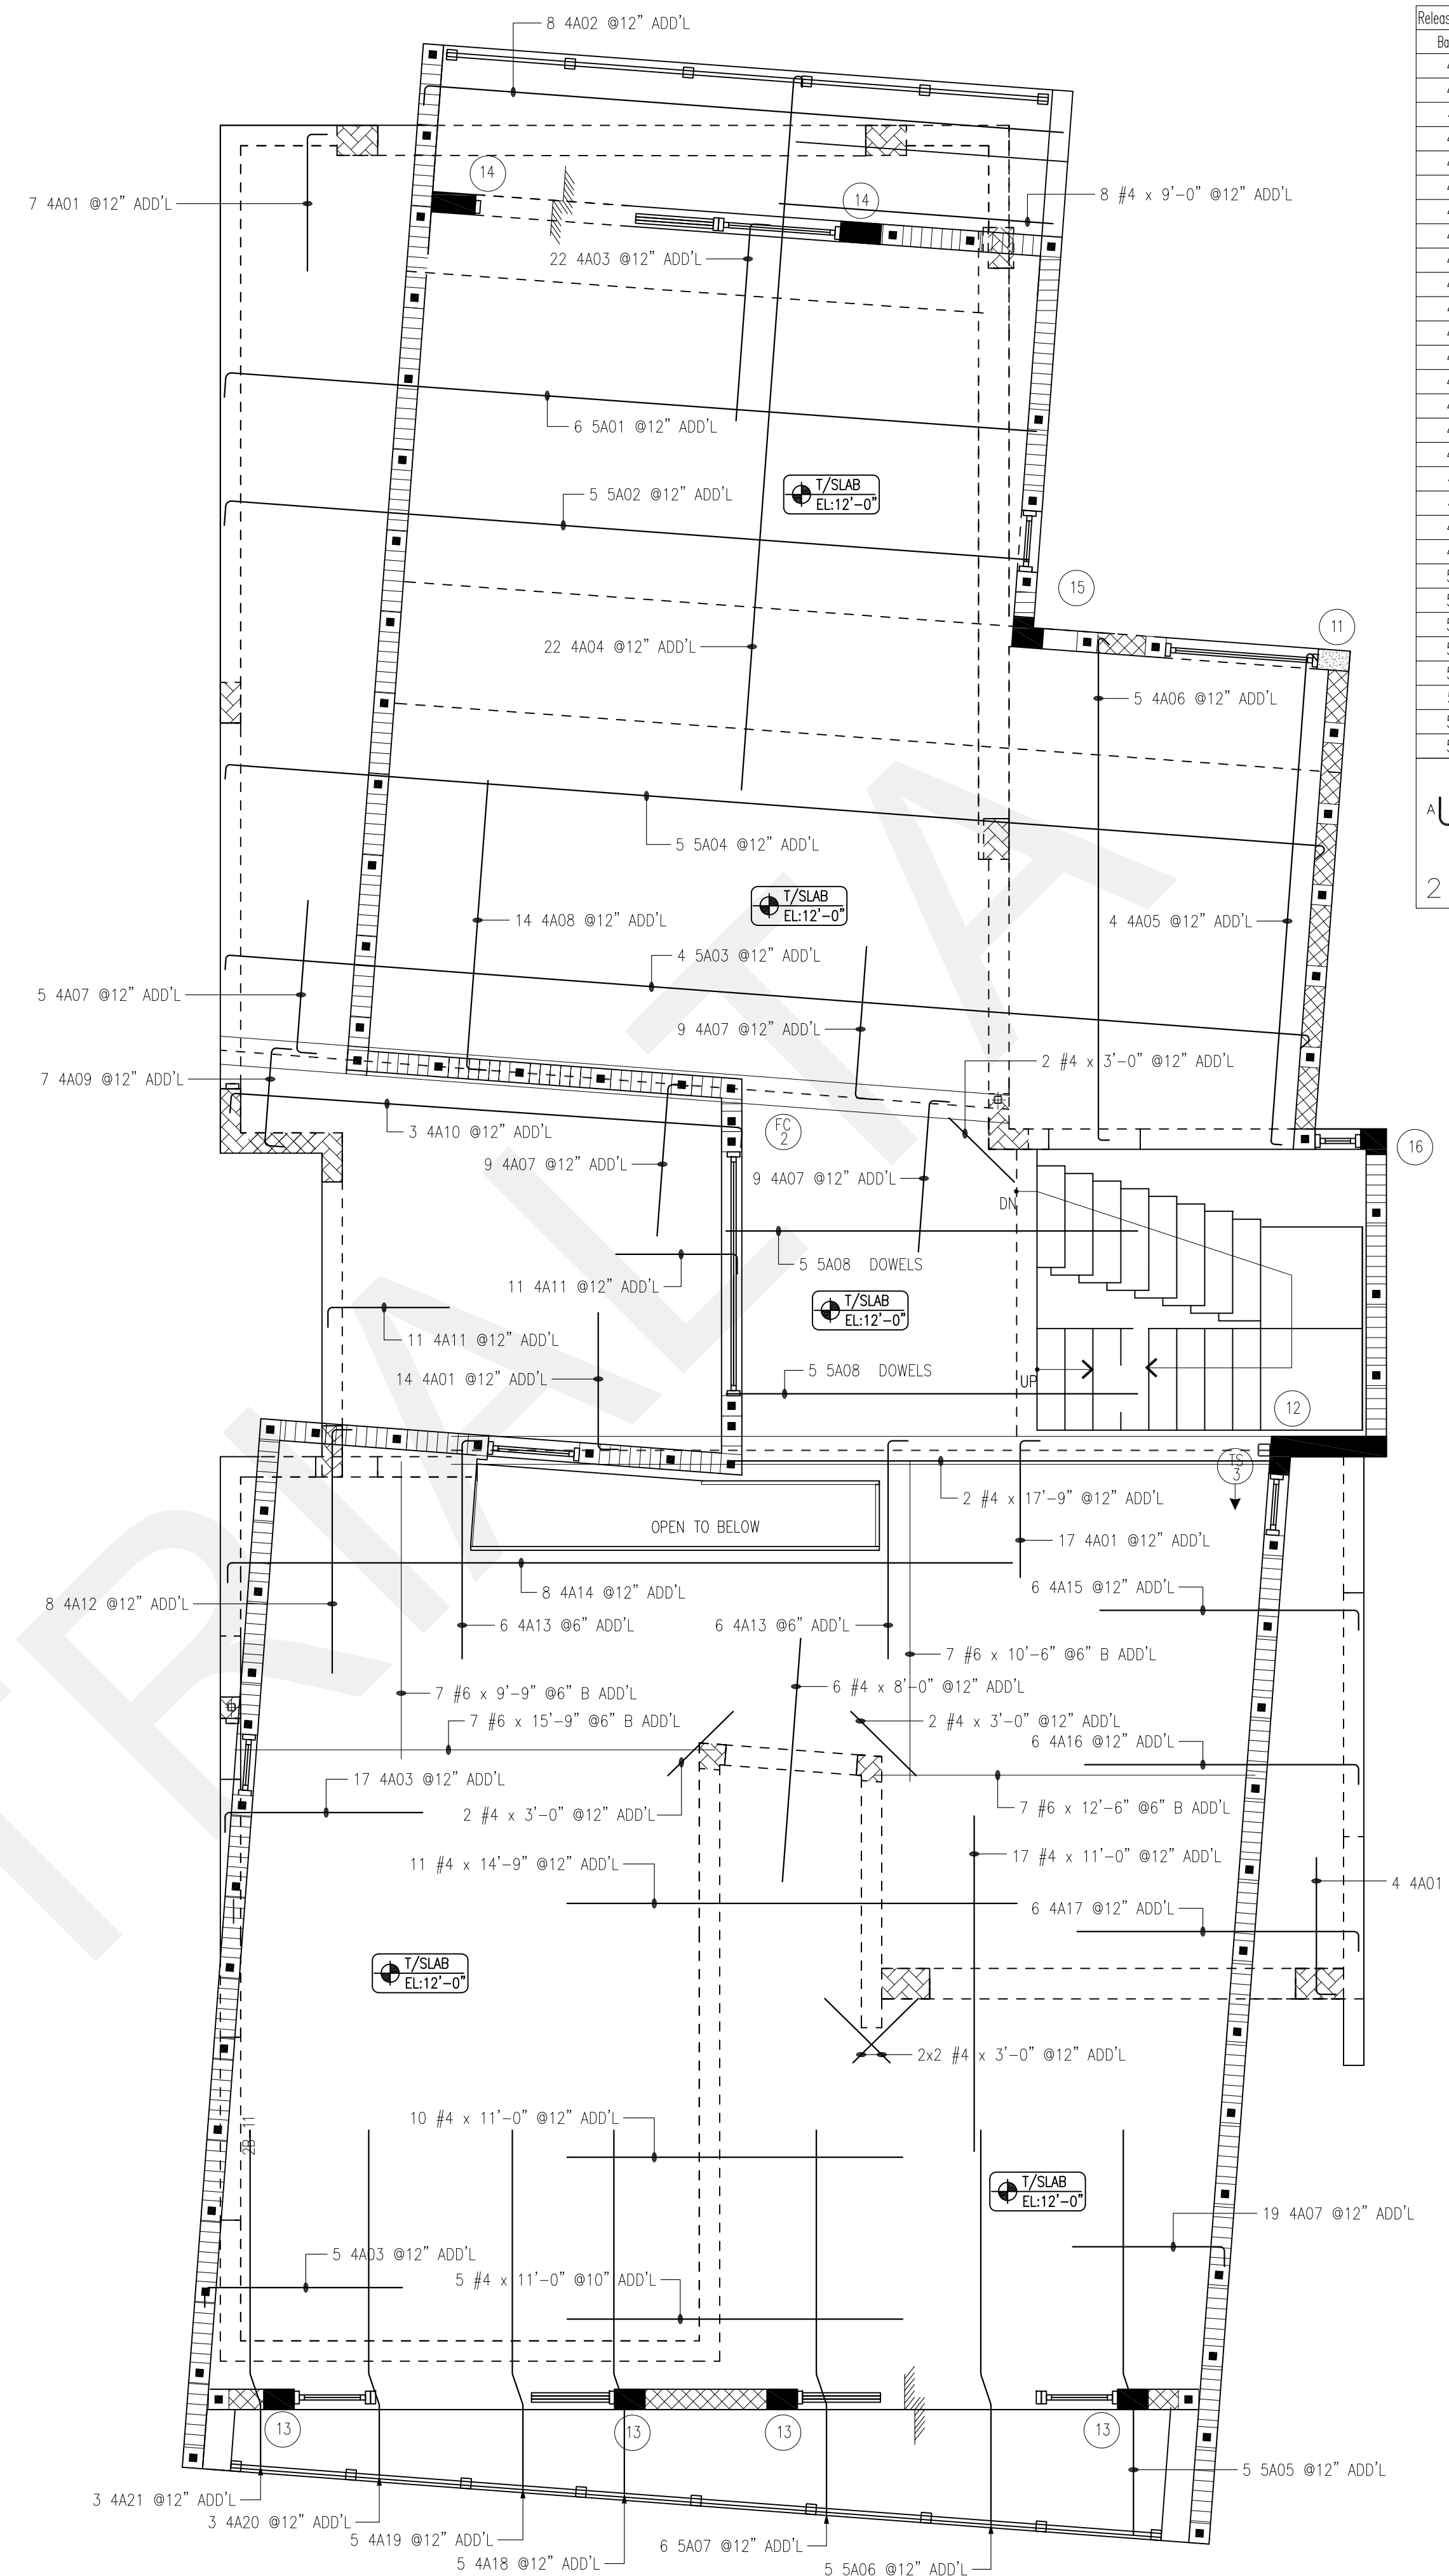 8 4A02 @12" ADD'L
Releas
Ba
7 4A01 @12" ADD'L
14
14
8 #4 x 9'-0" @12" ADD'L
22 4A03 @12" ADD'L
6 5A01 @12" ADD'L
5 5A02 @12" ADD'L
T/SLAB
EL:12'-0"
15
11
22 4A04 @12" ADD'L
5 4A06 @12" ADD'L
A
2
5 5A04 @12" ADD'L
T/SLAB
EL:12'-0"
14 4A08 @12" ADD'L
4 4A05 @12" ADD'L
4 5A03 @12" ADD'L
5 4A07 @12" ADD'L
9 4A07 @12" ADD'L
2 #4 x 3'-0" @12" ADD'L
7 4A09 @12" ADD'L
3 4A10 @12" ADD'L
FC
2
16
9 4A07 @12" ADD'L
9 4A07 @12" ADD'L
DN
5 5A08 DOWELS
11 4A11 @12" ADD'L
T/SLAB
EL:12'-0"
11 4A11 @12" ADD'L
14 4A01 @12" ADD'L
5 5A08 DOWELS
UP
12
TS
3
2 #4 x 17'-9" @12" ADD'L
OPEN TO BELOW
17 4A01 @12" ADD'L
8 4A14 @12" ADD'L
6 4A15 @12" ADD'L
8 4A12 @12" ADD'L
6 4A13 @6" ADD'L
6 4A13 @6" ADD'L
7 #6 x 10'-6" @6" B ADD'L
6 #4 x 8'-0" @12" ADD'L
7 #6 x 9'-9" @6" B ADD'L
7 #6 x 15'-9" @6" B ADD'L
2 #4 x 3'-0" @12" ADD'L
6 4A16 @12" ADD'L
17 4A03 @12" ADD'L
2 #4 x 3'-0" @12" ADD'L
7 #6 x 12'-6" @6" B ADD'L
17 #4 x 11'-0" @12" ADD'L
11 #4 x 14'-9" @12" ADD'L
4 4A01
6 4A17 @12" ADD'L
T/SLAB
EL:12'-0"
2x2 #4 x 3'-0" @12" ADD'L
10 #4 x 11'-0" @12" ADD'L
2B 11
T/SLAB
EL:12'-0"
19 4A07 @12" ADD'L
5 4A03 @12" ADD'L
5 #4 x 11'-0" @10" ADD'L
13
13
13
13
5 5A05 @12" ADD'L
3 4A21 @12" ADD'L
3 4A20 @12" ADD'L
5 4A19 @12" ADD'L
5 4A18 @12" ADD'L
6 5A07 @12" ADD'L
5 5A06 @12" ADD'L
TRIALTA